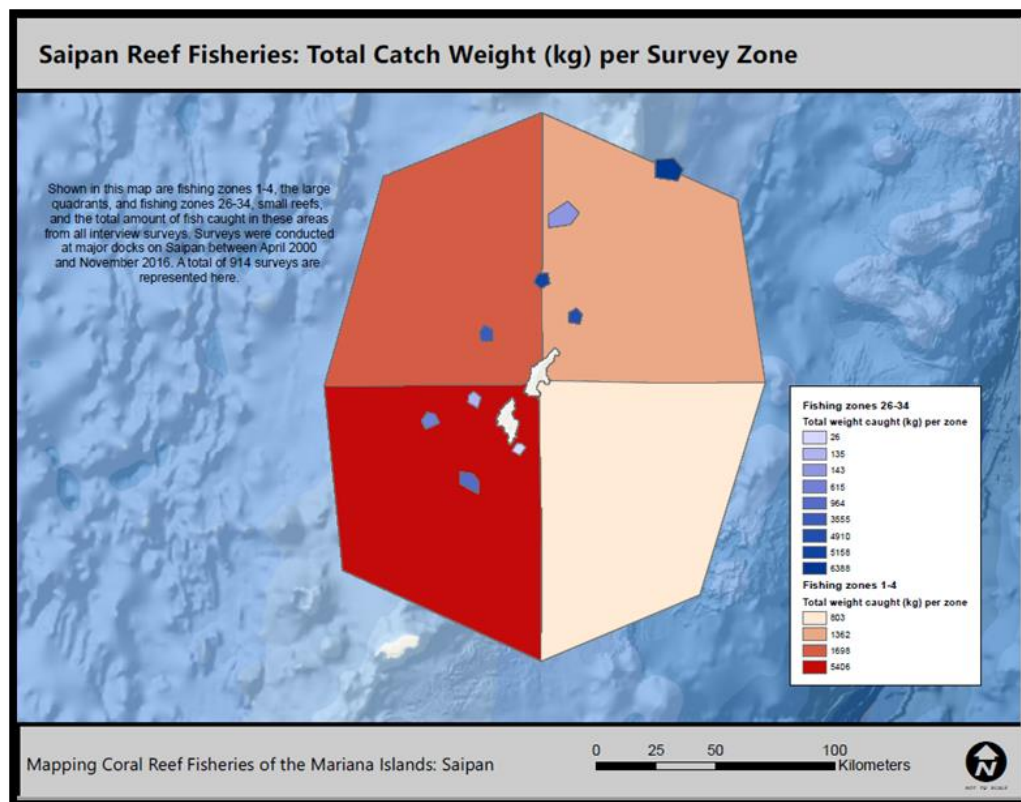 Saipan Reef Fisheries: Total Catch Weight (kg) per Survey Zone
Shown in this map are fishing zones 1-4, the large
quadrants, and fishing zones 26-34, small reefs,
and the total amount of fish caught in these areas
from all interview surveys. Surveys were conducted
at major docks on Saipan between April 2000
and November 2016. A total of 914 surveys are
represented here.
Fishing zones 26-34
Total weight caught (kg) per zone
26
135
143
615
964
3555
4910
5158
6388
Fishing zones 1-4
Total weight caught (kg) per zone
803
1362
1698
5406
Mapping Coral Reef Fisheries of the Mariana Islands: Saipan
0 25 50 100
Kilometers
N
NOT TO SCALE